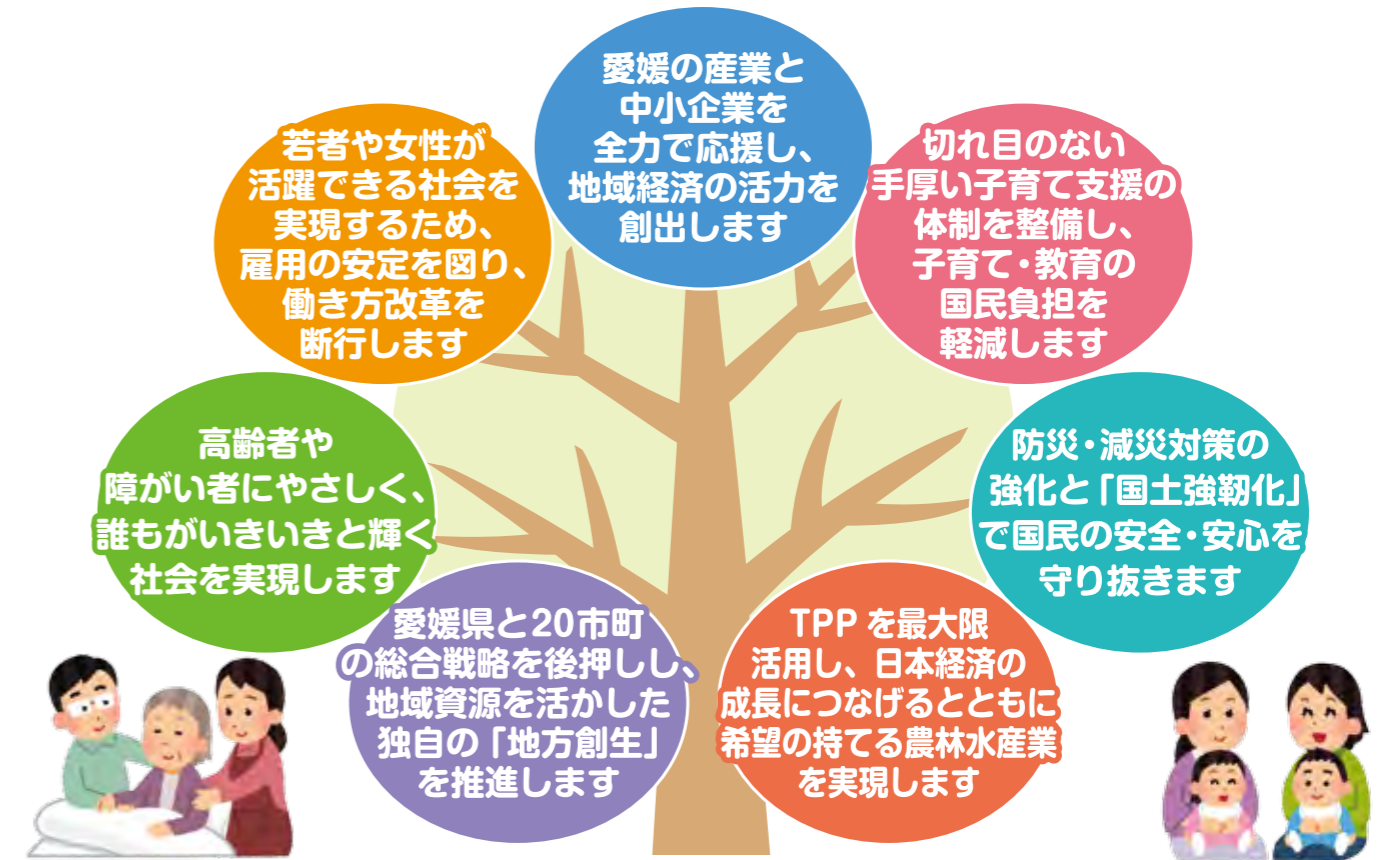 愛媛の産業と
中小企業を
全力で応援し、
地域経済の活力を
創出します
若者や女性が
活躍できる社会を
実現するため、
雇用の安定を図り、
働き方改革を
断行します
切れ目のない
手厚い子育て支援の
体制を整備し、
子育て・教育の
国民負担を
軽減します
高齢者や
障がい者にやさしく、
誰もがいきいきと輝く
社会を実現します
防災・減災対策の
強化と「国土強靭化」
で国民の安全・安心を
守り抜きます
愛媛県と20市町
の総合戦略を後押しし、
地域資源を活かした
独自の「地方創生」
を推進します
TPPを最大限
活用し、日本経済の
成長につなげるとともに
希望の持てる農林水産業
を実現します